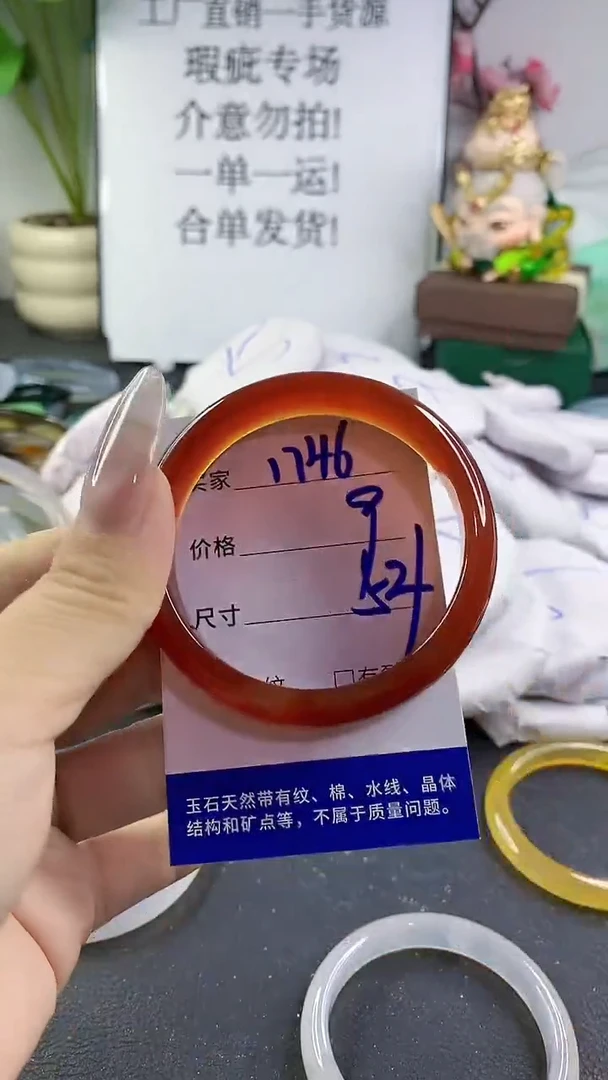 工厂直销一手货源
瑕疵专场
介意勿拍!
一单一运!
合单发货!
买家 1746
价格 9
尺寸 52
纹 □有
玉石天然带有纹、棉、水线、晶体
结构和矿点等，不属于质量问题。